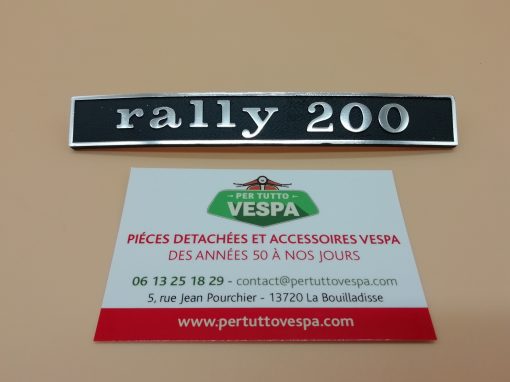 rally 200
PER TUTTO
VESPA
PIÉCES DETACHÉES ET ACCESSOIRES VESPA
DES ANNÉES 50 À NOS JOURS
06 13 25 18 29 - contact@pertuttovespa.com
5, rue Jean Pourchier - 13720 La Bouilladisse
www.pertuttovespa.com